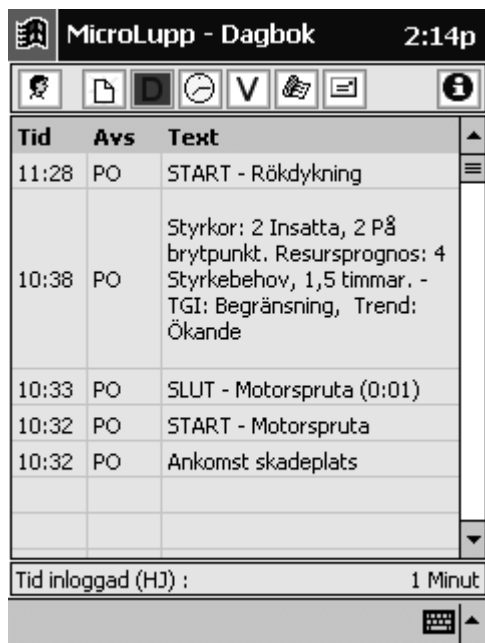 MicroLupp - Dagbok 2:14p
D V
Tid Avs Text
11:28 PO START - Rökdykning
10:38 PO Styrkor: 2 Insatta, 2 På
brytpunkt. Resursprognos: 4
Styrkebehov, 1,5 timmar. -
TGI: Begränsning, Trend:
Ökande
10:33 PO SLUT - Motorspruta (0:01)
10:32 PO START - Motorspruta
10:32 PO Ankomst skadeplats
Tid inloggad (HJ) : 1 Minut